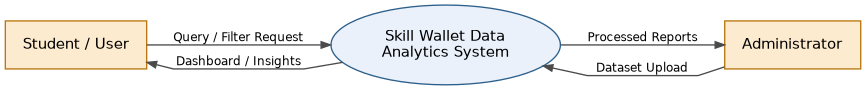 Student / User
Query / Filter Request
Dashboard / Insights
Skill Wallet Data
Analytics System
Processed Reports
Dataset Upload
Administrator